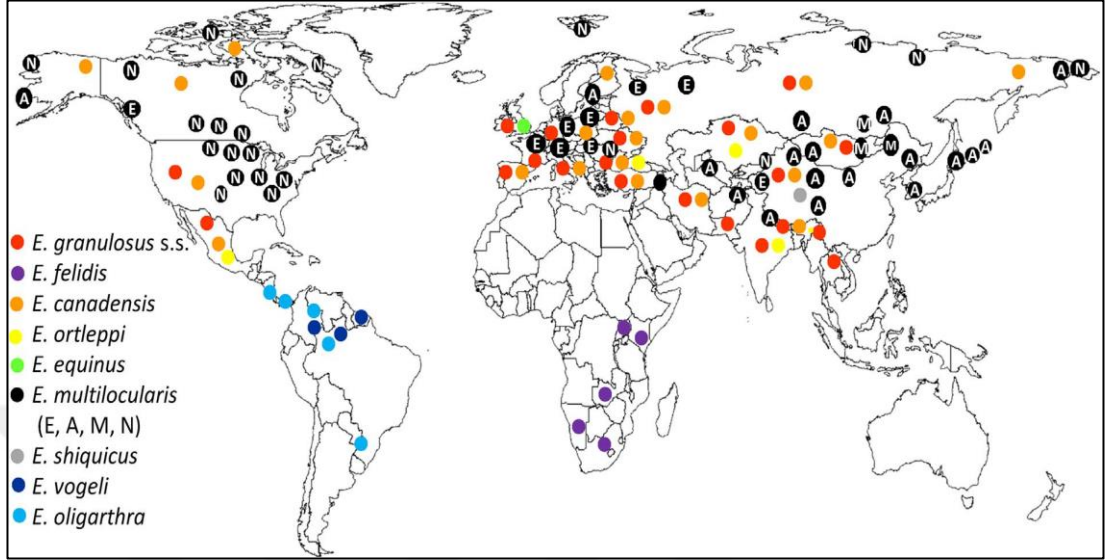 N N
N N
N N N A N
N E E
A A
E E A
N N N E A M A
N N N E E E N A A M M A A A A
N A
N N N E A A
N N A A
A A
E. granulosus s.s.
E. felidis
E. canadensis
E. ortleppi
E. equinus
E. multilocularis
(E, A, M, N)
E. shiquicus
E. vogeli
E. oligarthra